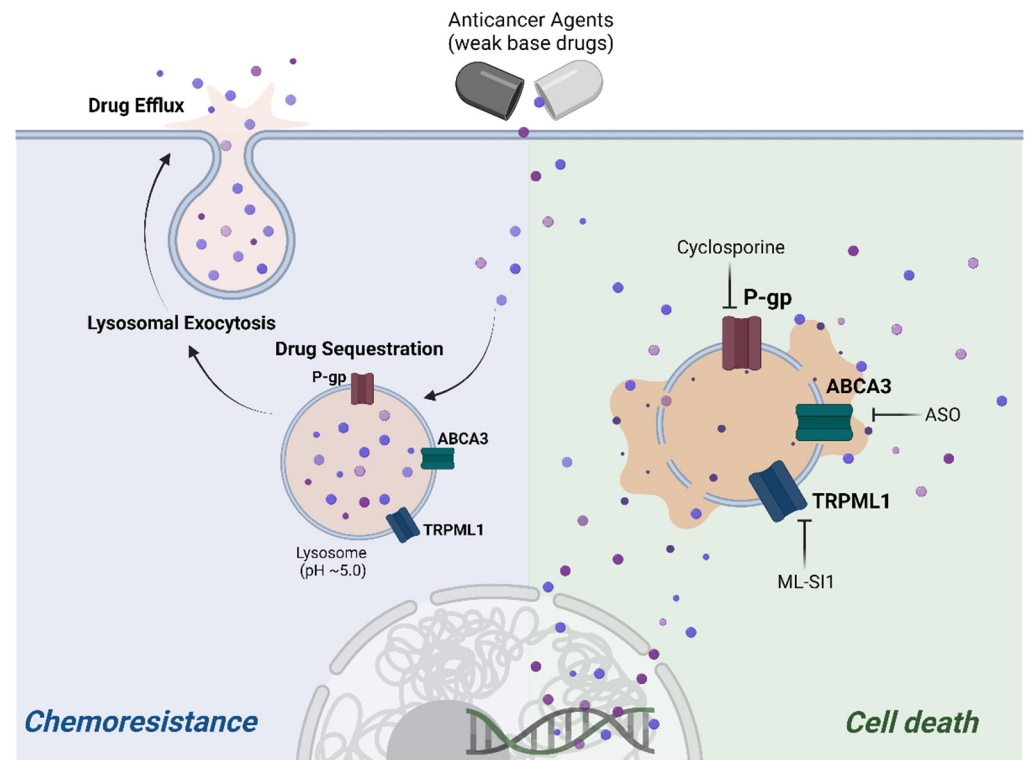 Anticancer Agents
(weak base drugs)
Drug Efflux
Lysosomal Exocytosis
Drug Sequestration
P-gp
ABCA3
TRPML1
Lysosome
(pH ~5.0)
Chemoresistance
Cyclosporine
P-gp
ABCA3
ASO
TRPML1
ML-SI1
Cell death